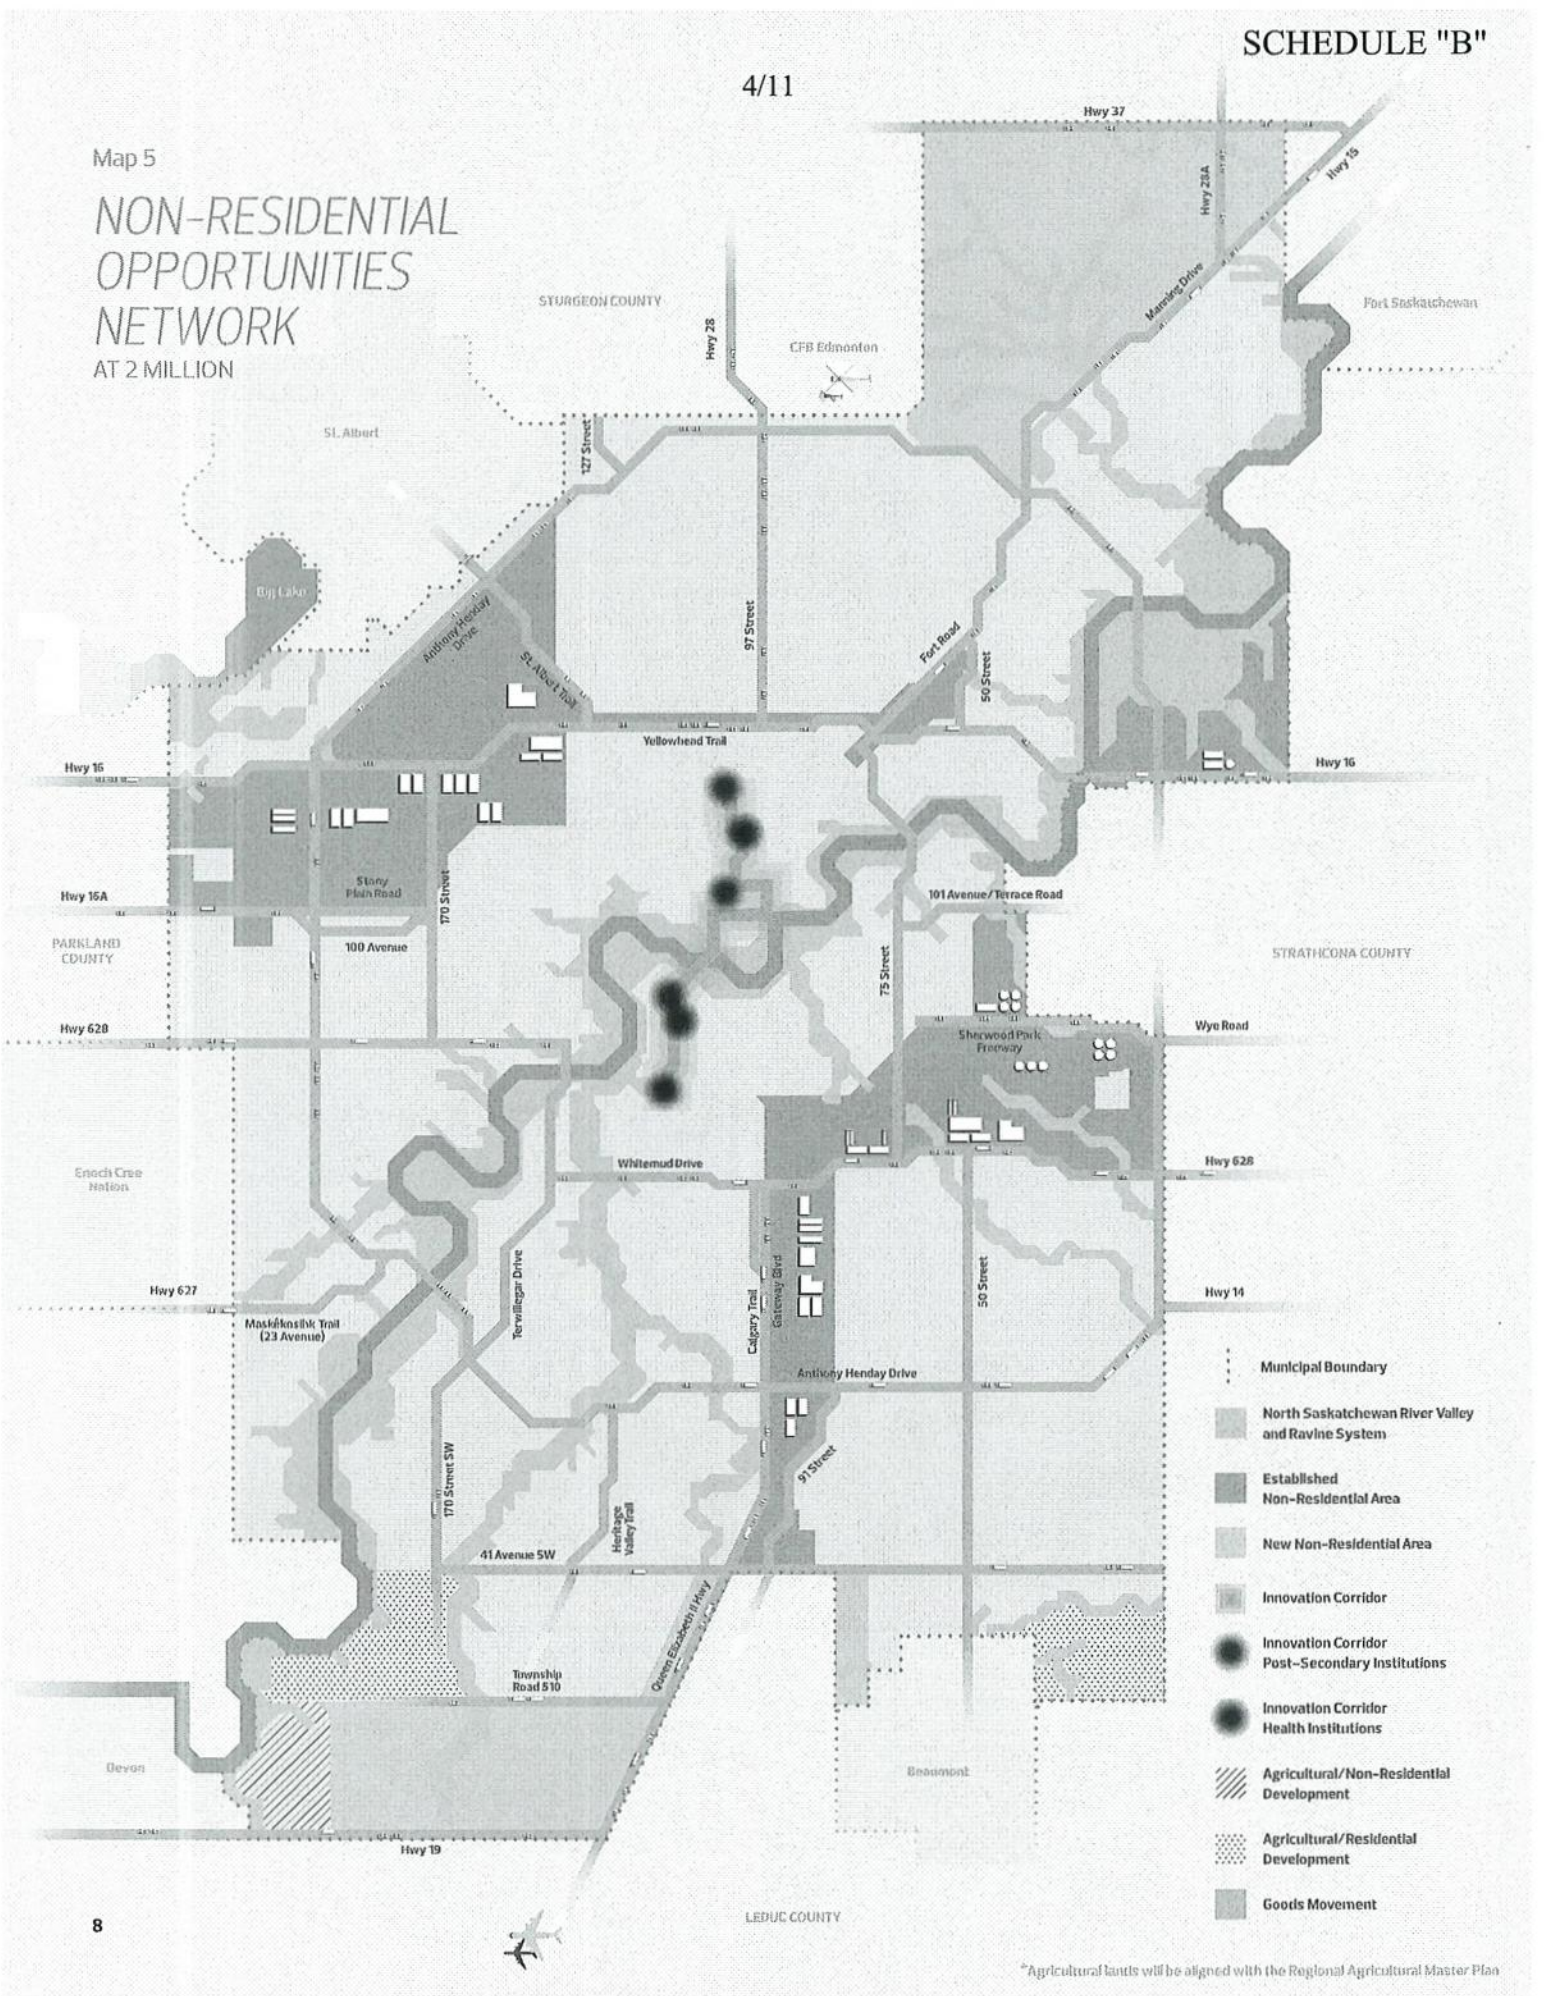 SCHEDULE "B"
4/11
Map 5
NON-RESIDENTIAL
OPPORTUNITIES
NETWORK
AT 2 MILLION
Hwy 37
Hwy 15
Hwy 28A
Manning Drive
Fort Saskatchewan
STURGEON COUNTY
Hwy 28
CFB Edmonton
St. Albert
127 Street
Big Lake
Anthony Henday
Drive
St. Albert Trail
97 Street
Fort Road
50 Street
Yellowhead Trail
Hwy 16
Hwy 16
Stony
Plain Road
170 Street
Hwy 16A
101 Avenue/Terrace Road
PARKLAND
COUNTY
100 Avenue
75 Street
STRATHCONA COUNTY
Hwy 628
Wye Road
Sherwood Park
Freeway
Enoch Cree
Nation
Whitemud Drive
Hwy 628
Terwillegar Drive
Calgary Trail
Gateway Blvd
50 Street
Hwy 627
Hwy 14
Maskêkosihk Trail
(23 Avenue)
Anthony Henday Drive
91 Street
170 Street SW
Heritage
Valley Trail
41 Avenue SW
Queen Elizabeth II Hwy
Township
Road 510
Devon
Beaumont
Hwy 19
LEDUC COUNTY
Municipal Boundary
North Saskatchewan River Valley
and Ravine System
Established
Non-Residential Area
New Non-Residential Area
Innovation Corridor
Innovation Corridor
Post-Secondary Institutions
Innovation Corridor
Health Institutions
Agricultural/Non-Residential
Development
Agricultural/Residential
Development
Goods Movement
8
*Agricultural lands will be aligned with the Regional Agricultural Master Plan